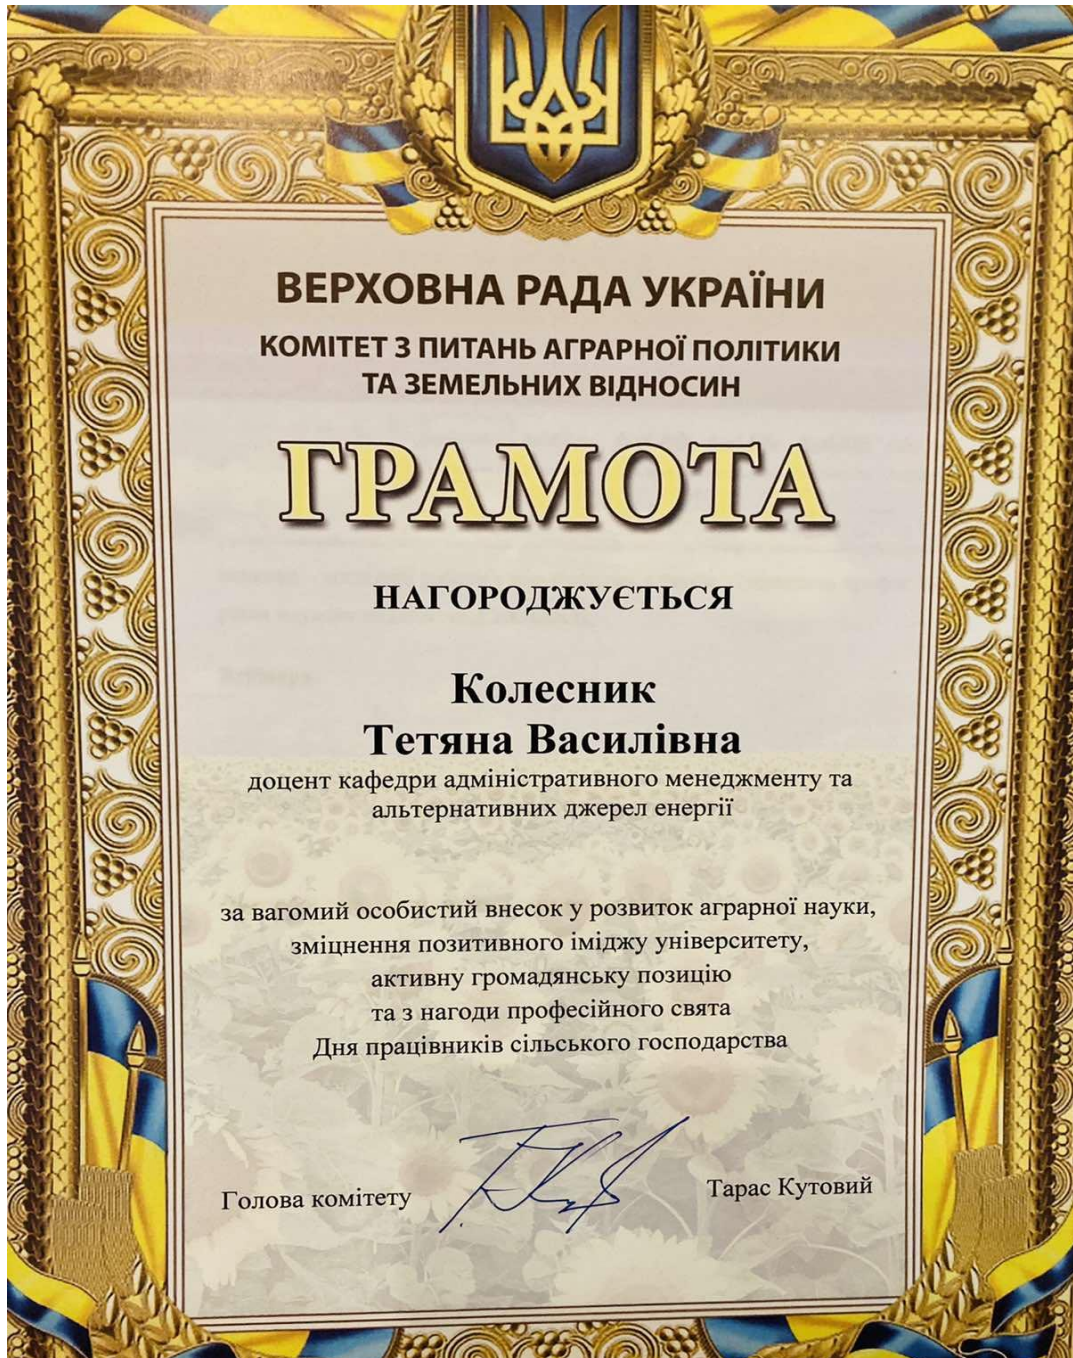 ВЕРХОВНА РАДА УКРАЇНИ
КОМІТЕТ З ПИТАНЬ АГРАРНОЇ ПОЛІТИКИ
ТА ЗЕМЕЛЬНИХ ВІДНОСИН
ГРАМОТА
НАГОРОДЖУЄТЬСЯ
Колесник
Тетяна Василівна
доцент кафедри адміністративного менеджменту та
альтернативних джерел енергії
за вагомий особистий внесок у розвиток аграрної науки,
зміцнення позитивного іміджу університету,
активну громадянську позицію
та з нагоди професійного свята
Дня працівників сільського господарства
Голова комітету
Тарас Кутовий